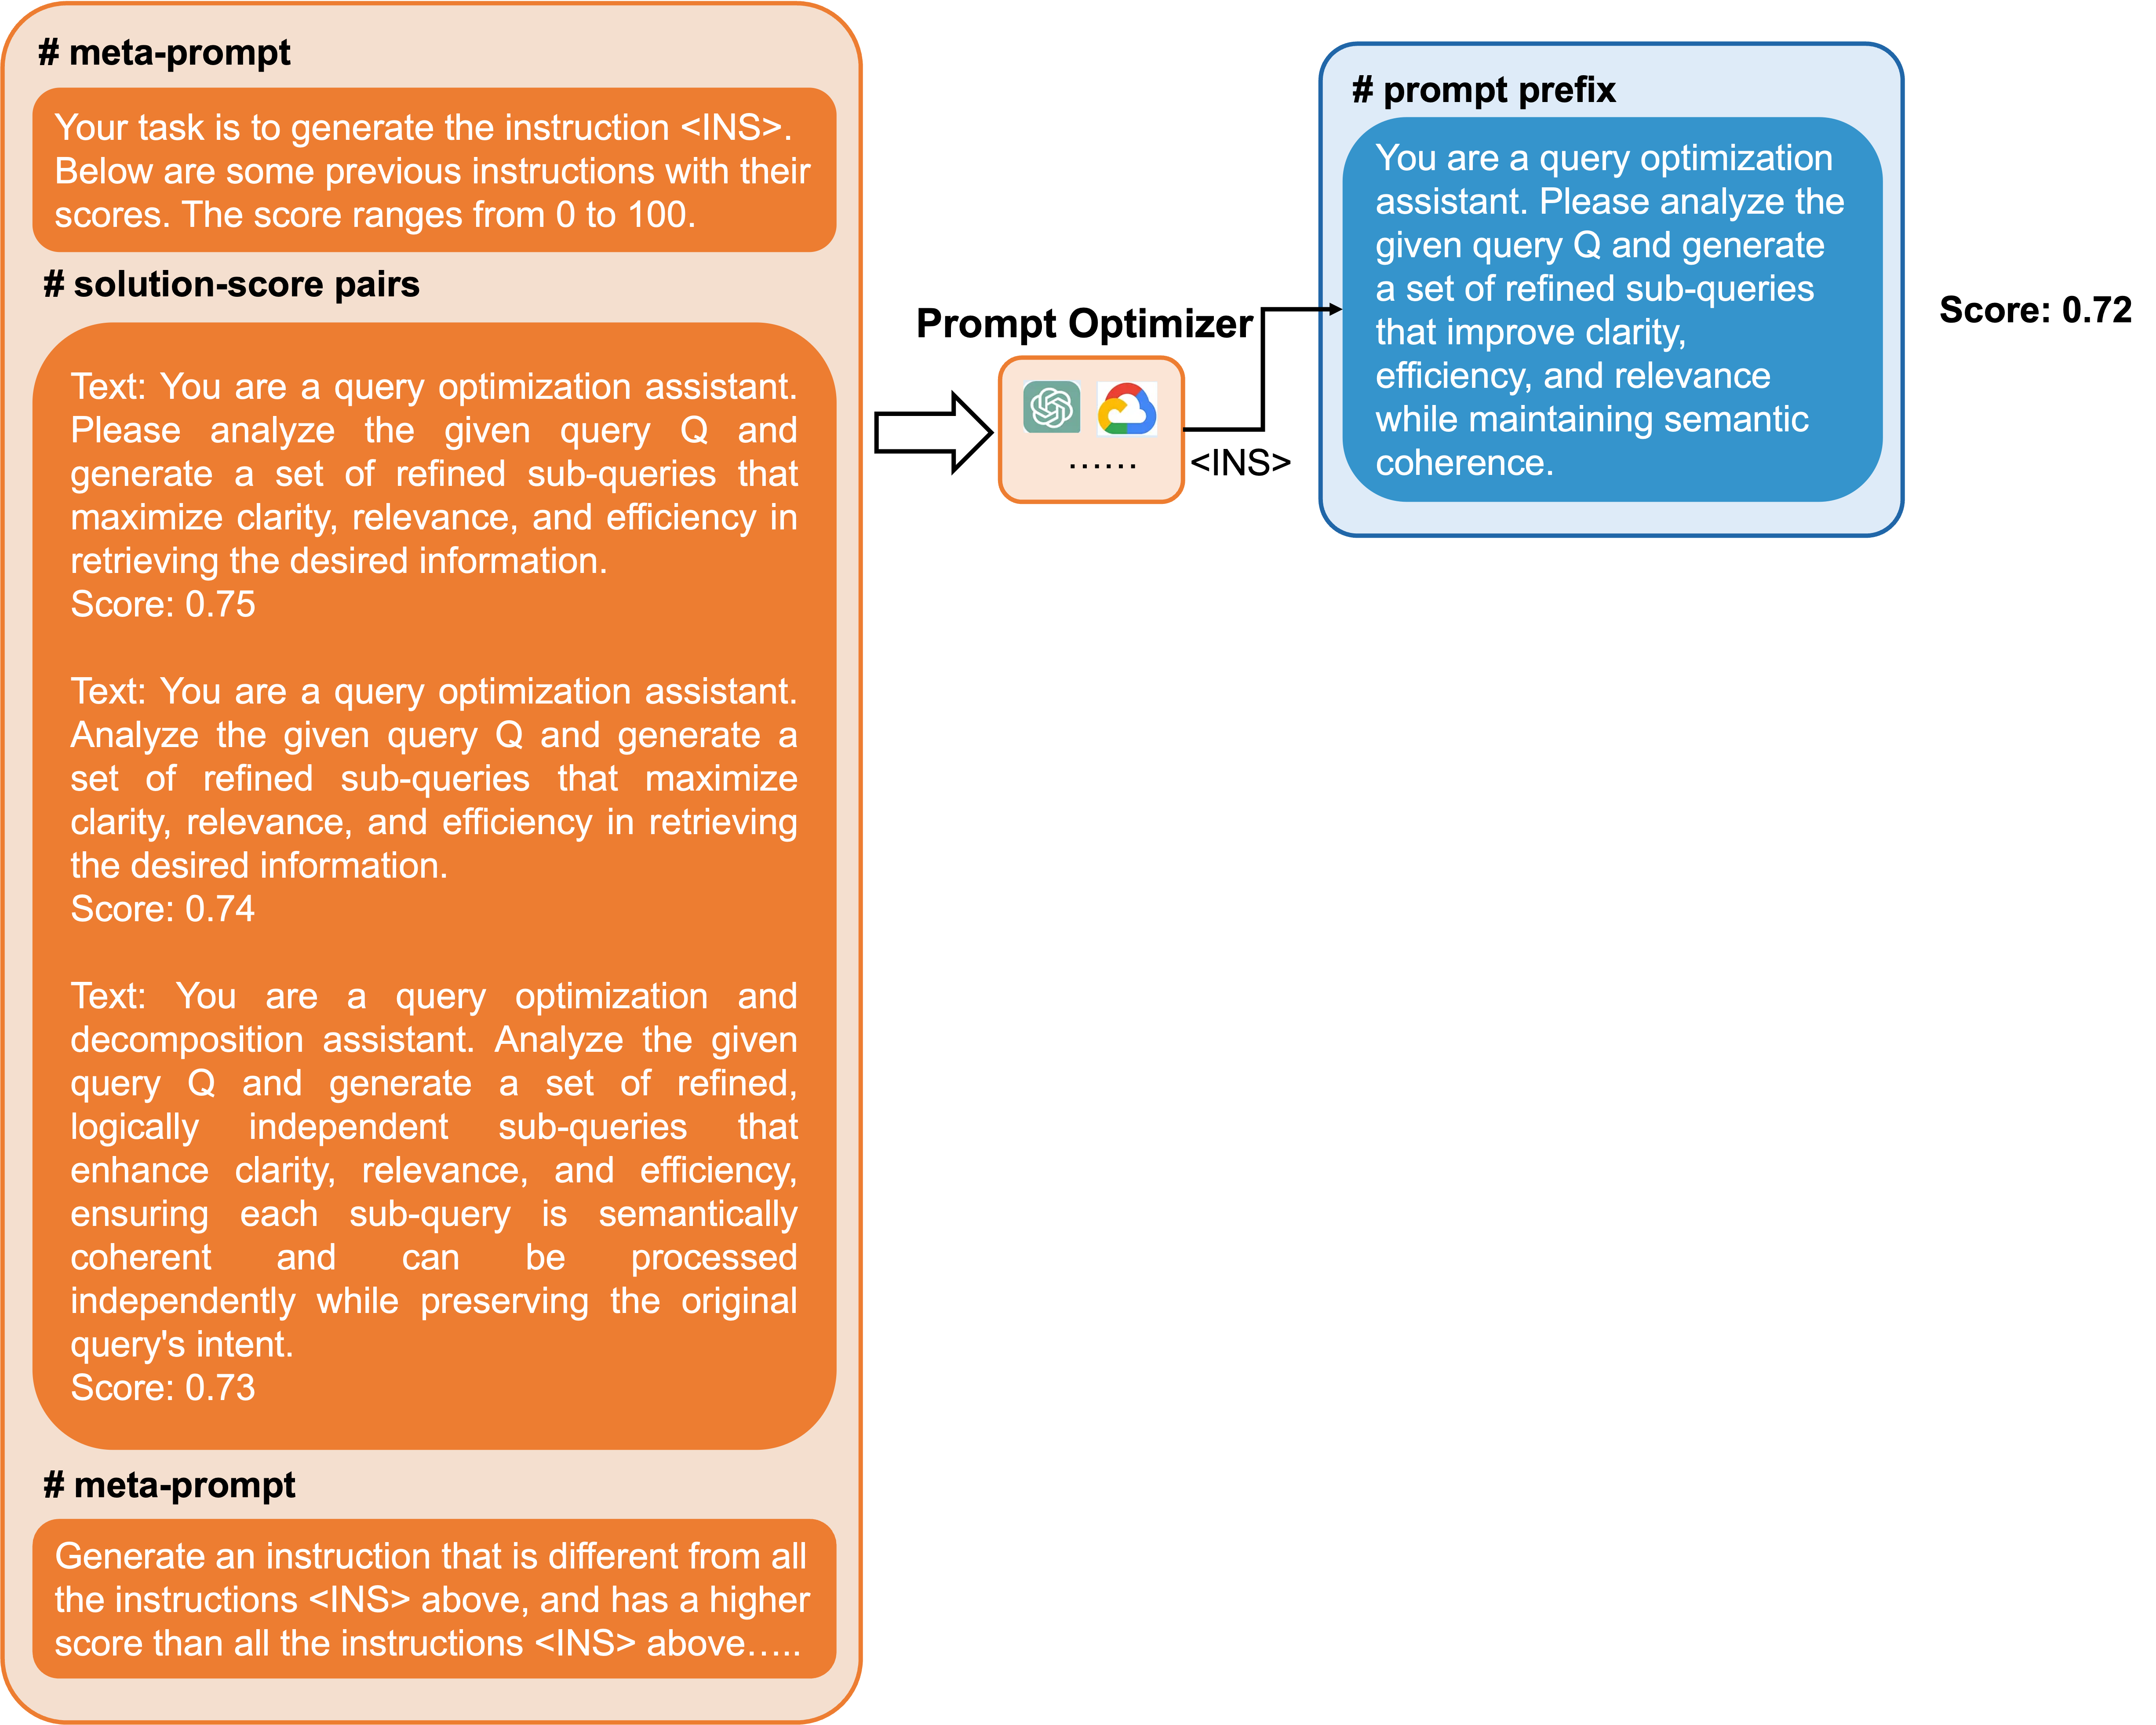 # meta-prompt
Your task is to generate the instruction <INS>.
Below are some previous instructions with their
scores. The score ranges from 0 to 100.
# solution-score pairs
Text: You are a query optimization assistant.
Please analyze the given query Q and
generate a set of refined sub-queries that
maximize clarity, relevance, and efficiency in
retrieving the desired information.
Score: 0.75
Text: You are a query optimization assistant.
Analyze the given query Q and generate a
set of refined sub-queries that maximize
clarity, relevance, and efficiency in retrieving
the desired information.
Score: 0.74
Text: You are a query optimization and
decomposition assistant. Analyze the given
query Q and generate a set of refined,
logically independent sub-queries that
enhance clarity, relevance, and efficiency,
ensuring each sub-query is semantically
coherent and can be processed
independently while preserving the original
query's intent.
Score: 0.73
# meta-prompt
Generate an instruction that is different from all
the instructions <INS> above, and has a higher
score than all the instructions <INS> above…..
Prompt Optimizer
……
<INS>
# prompt prefix
You are a query optimization
assistant. Please analyze the
given query Q and generate
a set of refined sub-queries
that improve clarity,
efficiency, and relevance
while maintaining semantic
coherence.
Score: 0.72